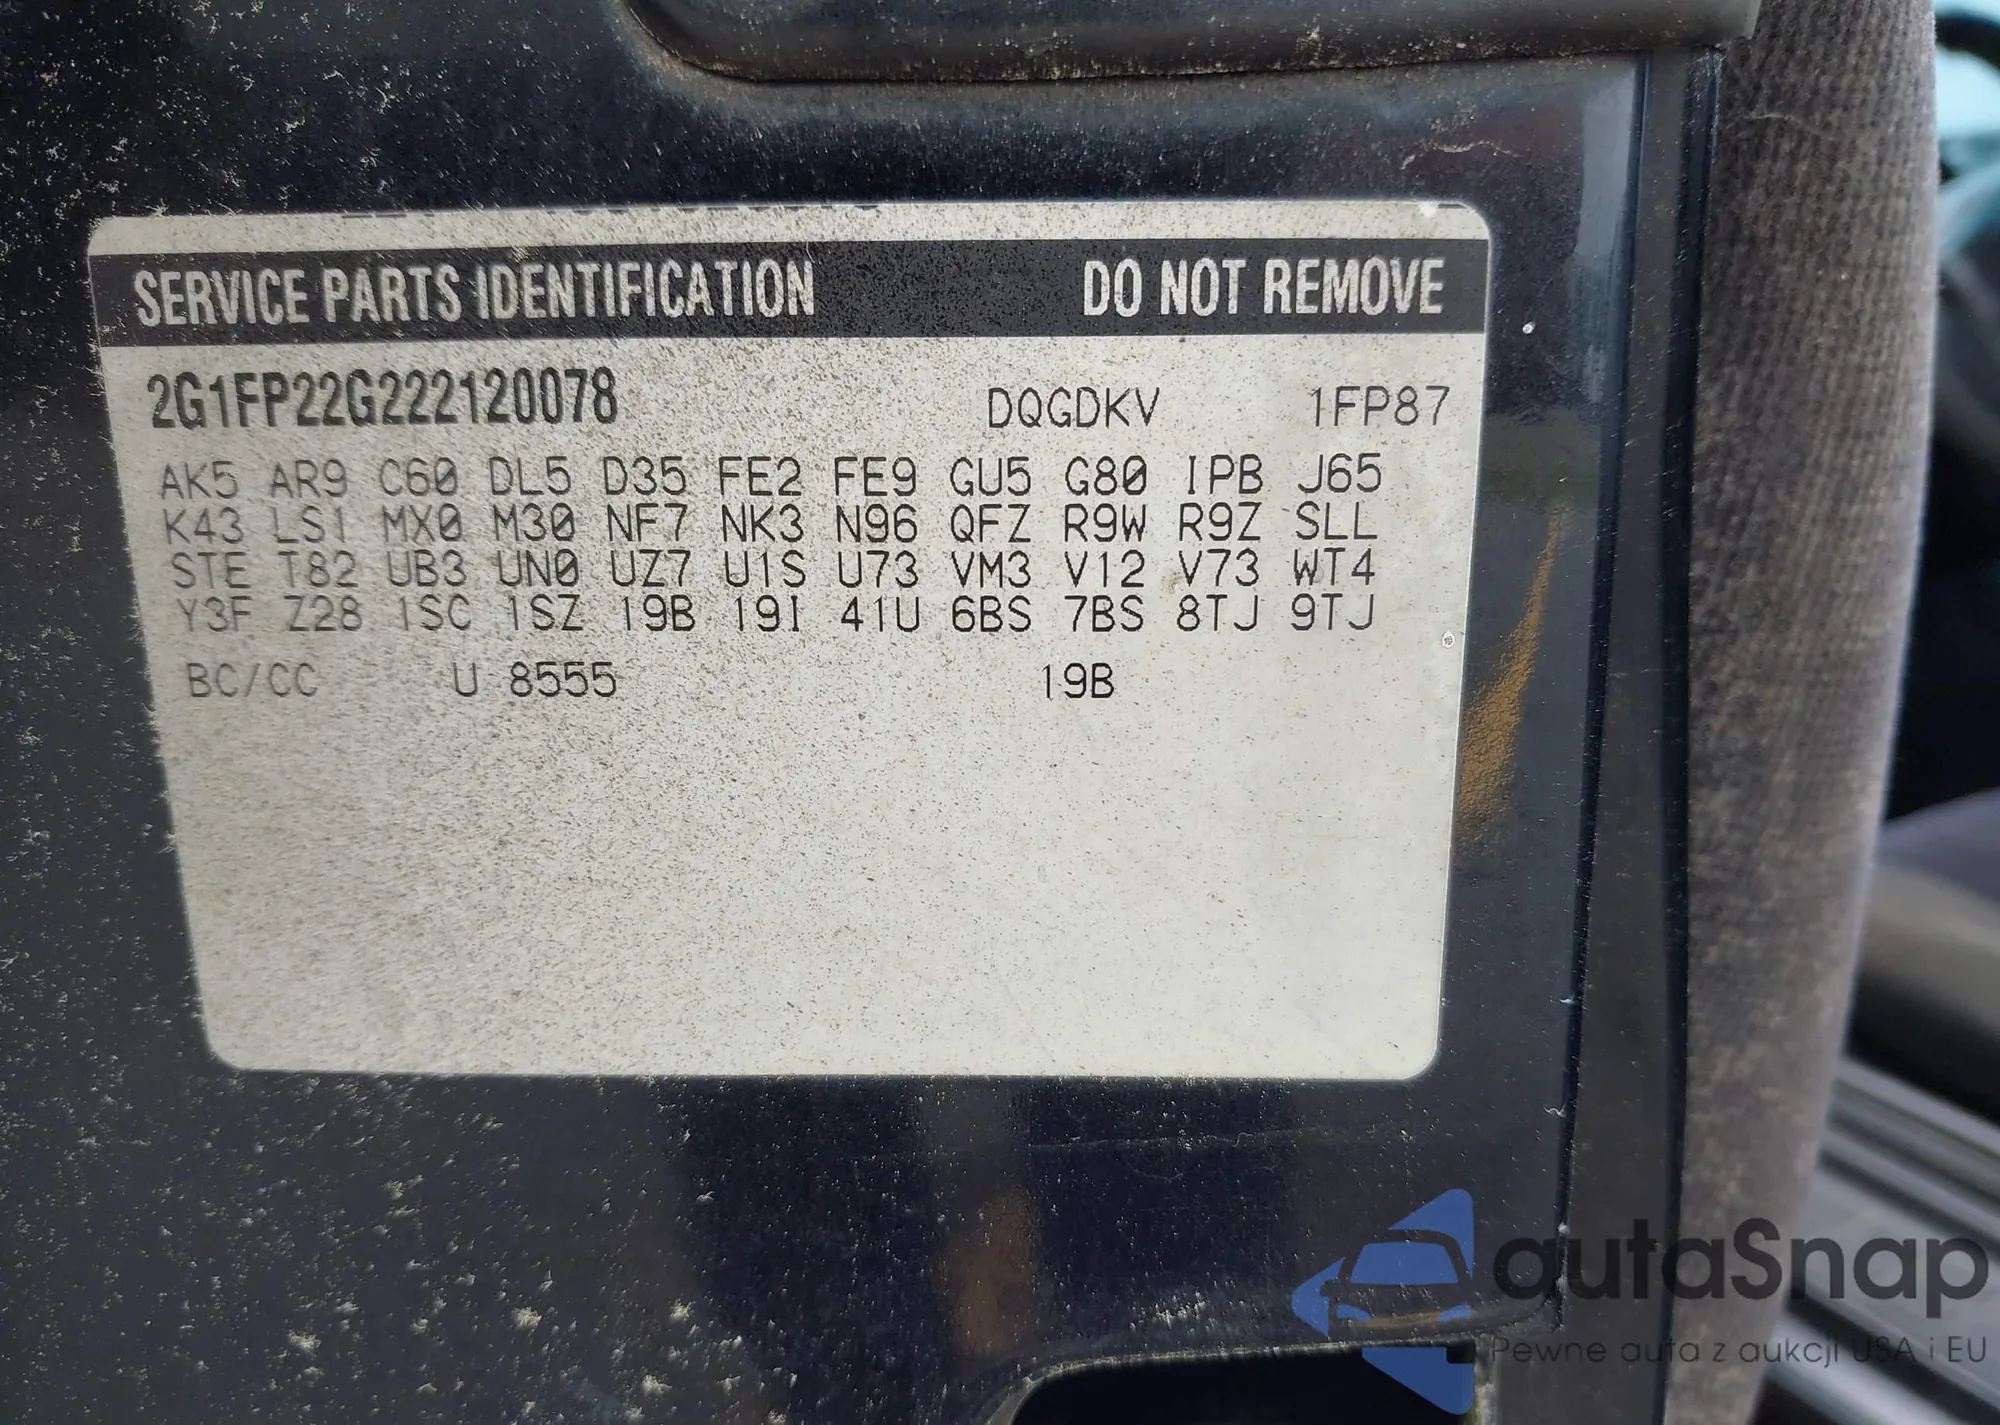 SERVICE PARTS IDENTIFICATION DO NOT REMOVE
2G1FP22G222120078 DQGDKV 1FP87
AK5 AR9 C60 DL5 D35 FE2 FE9 GU5 G80 IPB J65
K43 LS1 MX0 M30 NF7 NK3 N96 QFZ R9W R9Z SLL
STE T82 UB3 UN0 UZ7 U1S U73 VM3 V12 V73 WT4
Y3F Z28 1SC 1SZ 19B 19I 41U 6BS 7BS 8TJ 9TJ
BC/CC U 8555 19B
autaSnap
Pewne auta z aukcji USA i EU